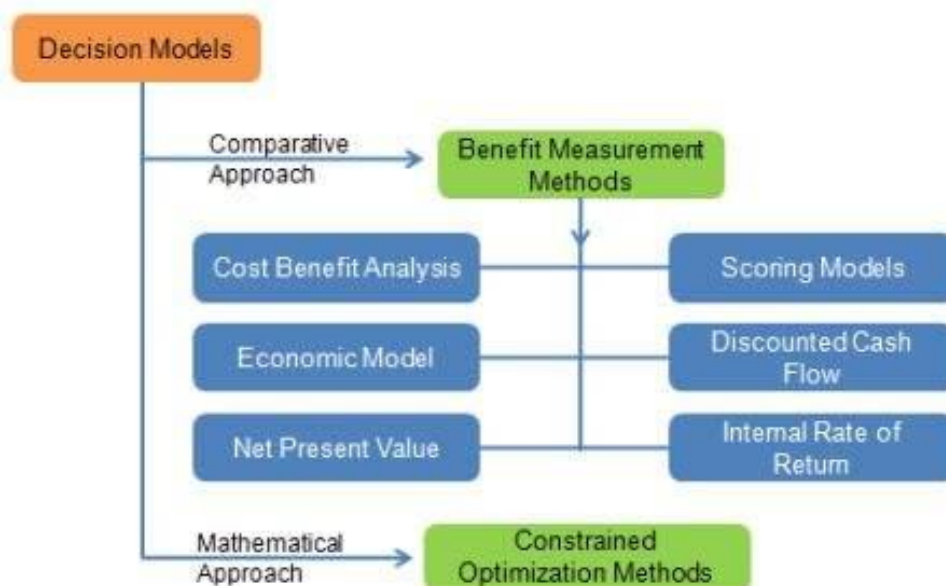 Decision Models
Comparative
Approach
Benefit Measurement
Methods
Cost Benefit Analysis
Scoring Models
Economic Model
Discounted Cash
Flow
Net Present Value
Internal Rate of
Return
Mathematical
Approach
Constrained
Optimization Methods